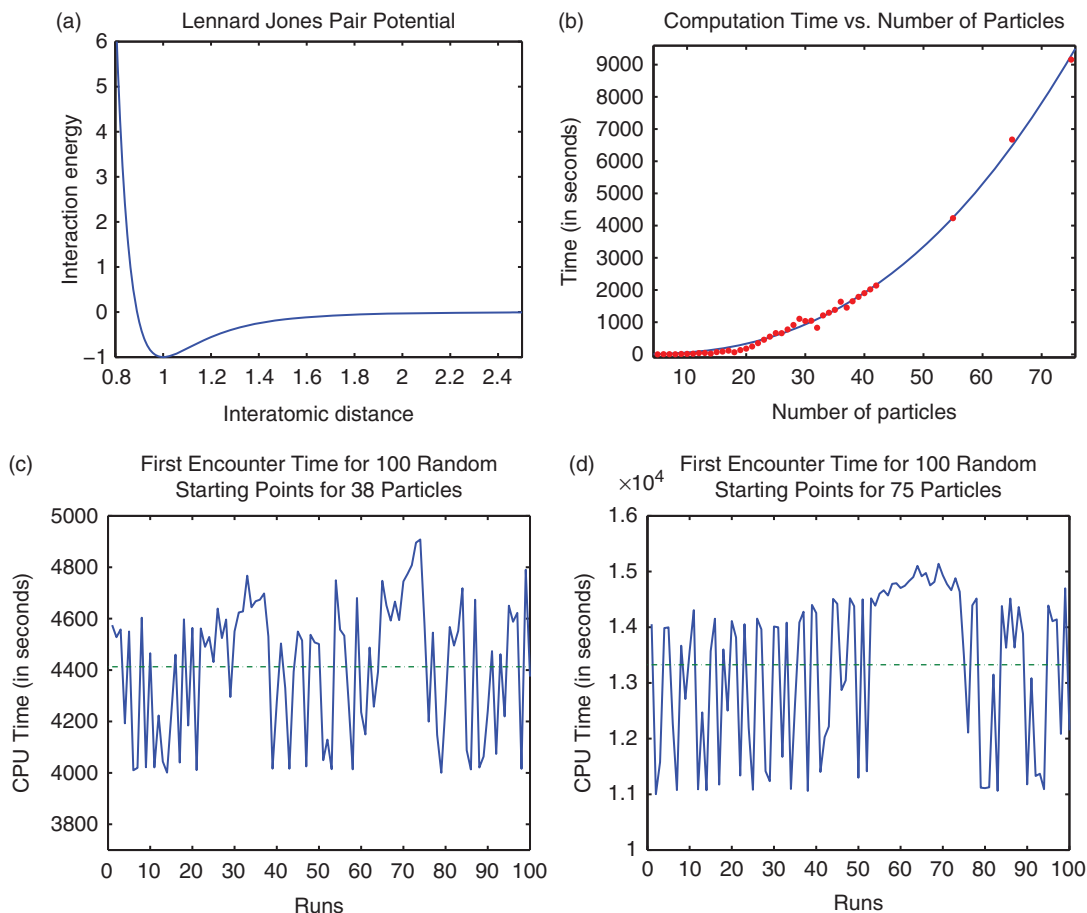 (a) Lennard Jones Pair Potential
6
5
4
3
2
1
0
−1
Interaction energy
0.8 1 1.2 1.4 1.6 1.8 2 2.2 2.4
Interatomic distance
(b) Computation Time vs. Number of Particles
9000
8000
7000
6000
5000
4000
3000
2000
1000
0
Time (in seconds)
10 20 30 40 50 60 70
Number of particles
(c) First Encounter Time for 100 Random
Starting Points for 38 Particles
5000
4800
4600
4400
4200
4000
3800
CPU Time (in seconds)
0 10 20 30 40 50 60 70 80 90 100
Runs
(d) First Encounter Time for 100 Random
Starting Points for 75 Particles
×10⁴
1.6
1.5
1.4
1.3
1.2
1.1
1
CPU Time (in seconds)
0 10 20 30 40 50 60 70 80 90 100
Runs